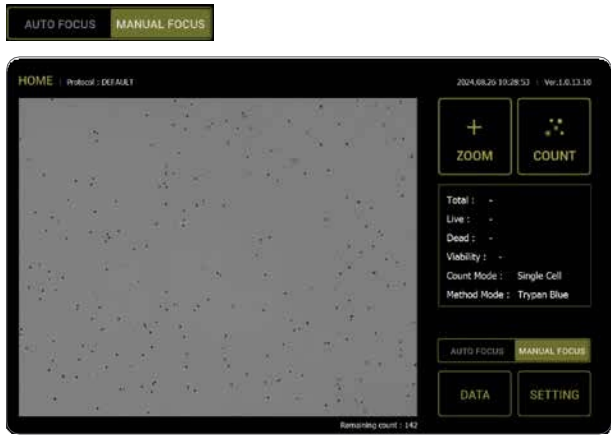 AUTO FOCUS MANUAL FOCUS
HOME | Protocol : DEFAULT 2024.08.26 10:28:53 | Ver.1.0.13.10
ZOOM COUNT
Total : -
Live : -
Dead : -
Viability : -
Count Mode : Single Cell
Method Mode : Trypan Blue
AUTO FOCUS MANUAL FOCUS
DATA SETTING
Remaining count : 142